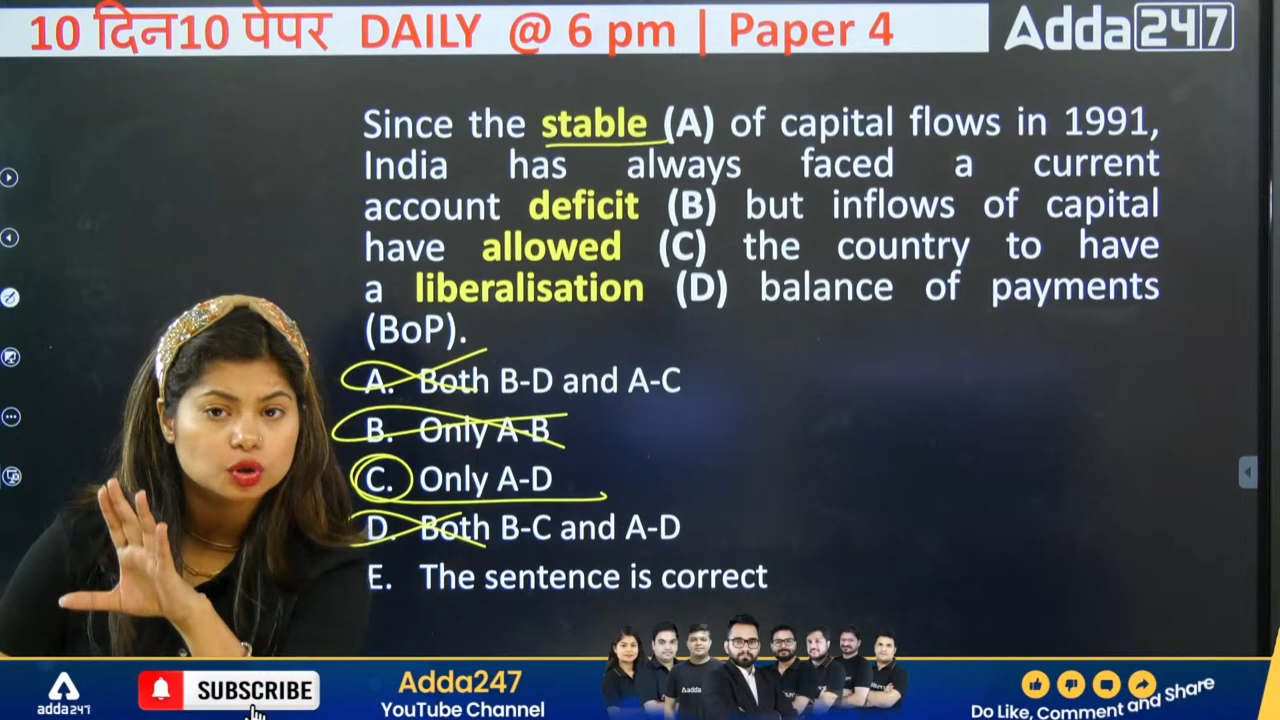 10 दिन10 पेपर DAILY @ 6 pm | Paper 4
Adda247
Since the stable (A) of capital flows in 1991,
India has always faced a current
account deficit (B) but inflows of capital
have allowed (C) the country to have
a liberalisation (D) balance of payments
(BoP).
A. Both B-D and A-C
B. Only A-B
C. Only A-D
D. Both B-C and A-D
E. The sentence is correct
adda247
SUBSCRIBE
Adda247
YouTube Channel
Adda
Do Like, Comment and Share